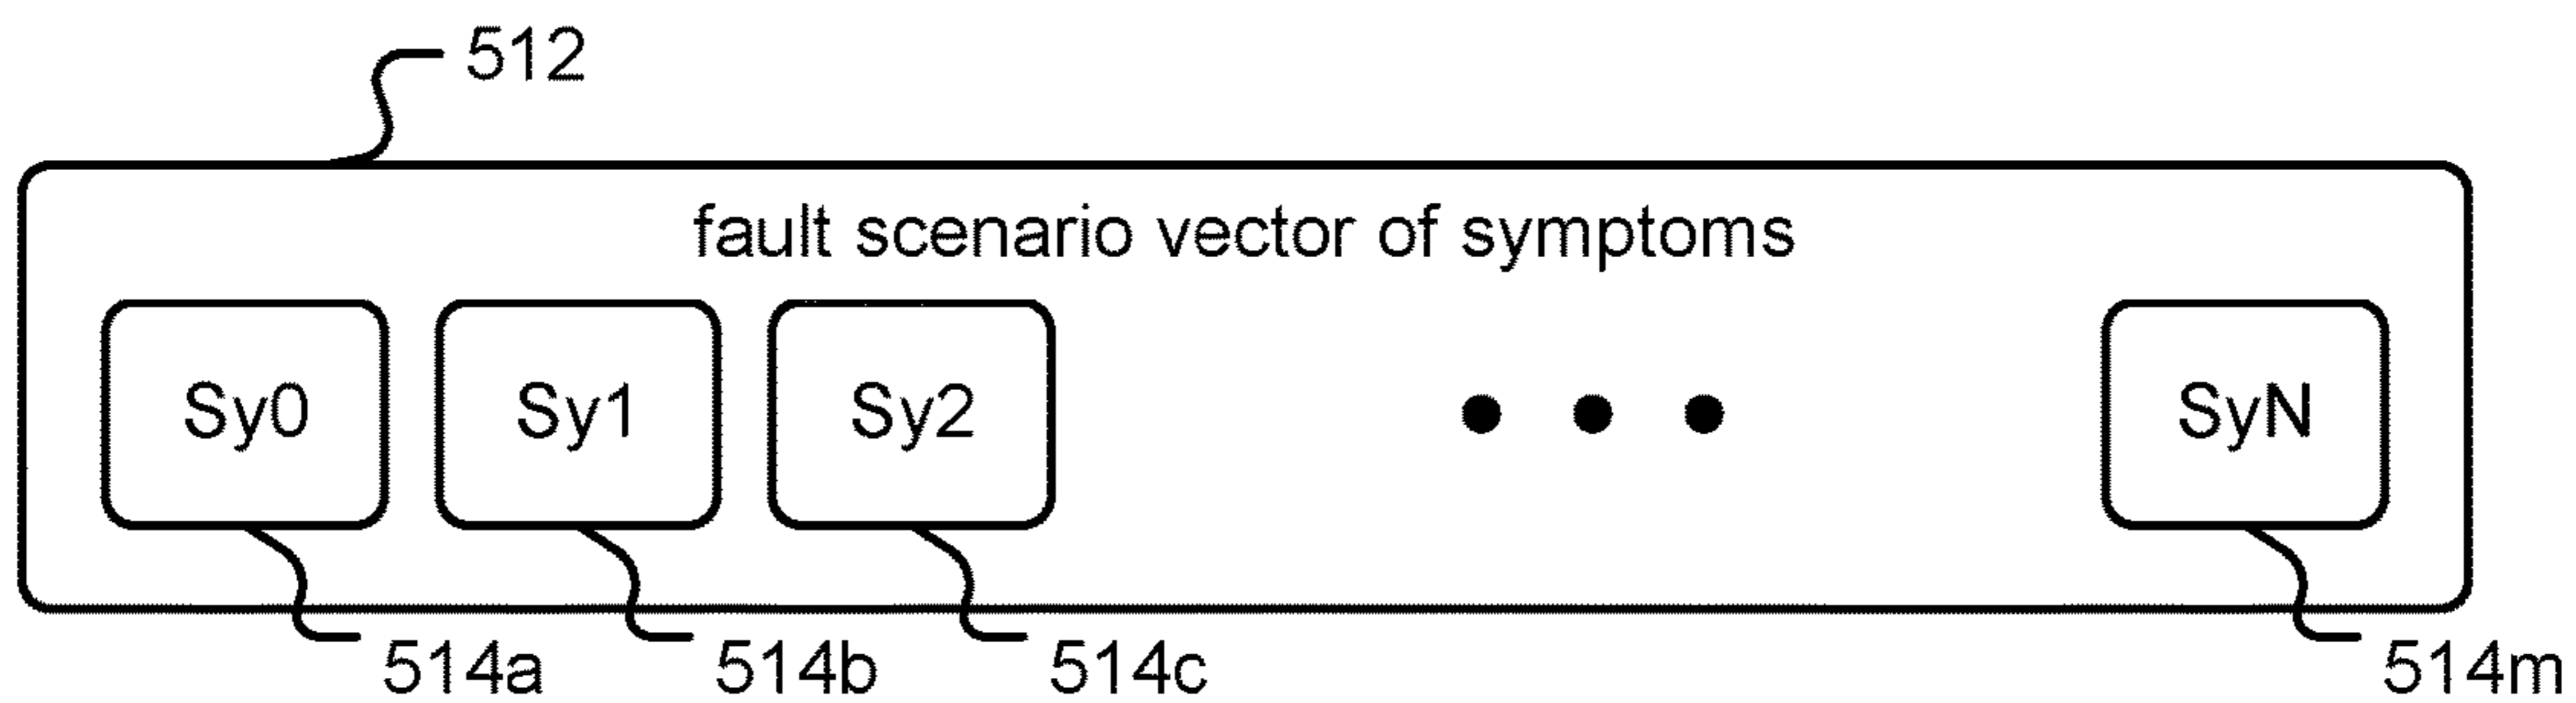 512
fault scenario vector of symptoms
Sy0 Sy1 Sy2 SyN
514a 514b 514c 514m